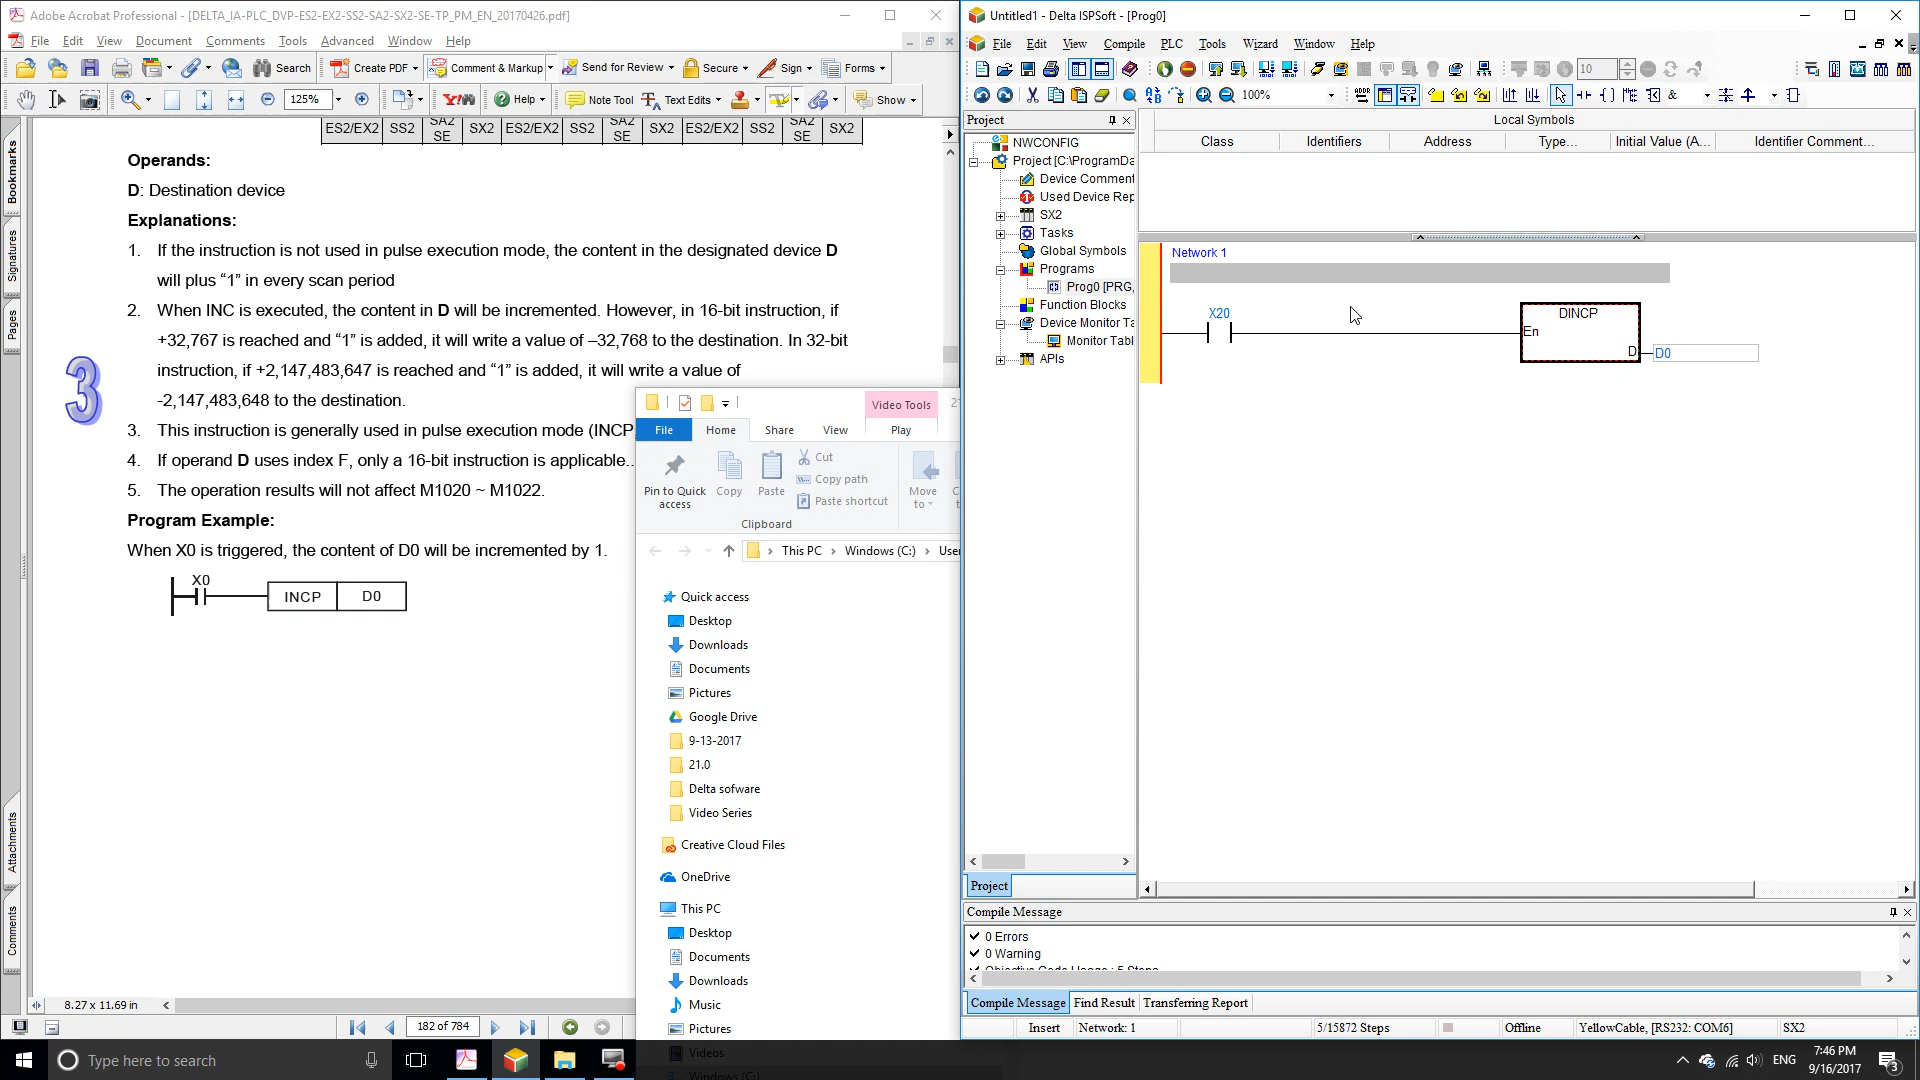 Adobe Acrobat Professional - [DELTA_IA-PLC_DVP-ES2-EX2-SS2-SA2-SX2-SE-TP_PM_EN_20170426.pdf]
File Edit View Document Comments Tools Advanced Window Help
Search Create PDF Comment & Markup Send for Review Secure Sign Forms
125% Y! Help Note Tool Text Edits Show
ES2/EX2 SS2 SA2 SE SX2 ES2/EX2 SS2 SA2 SE SX2 ES2/EX2 SS2 SA2 SE SX2
Bookmarks
Signatures
Pages
Attachments
Comments
Operands:
D: Destination device
Explanations:
1. If the instruction is not used in pulse execution mode, the content in the designated device D
will plus “1” in every scan period
2. When INC is executed, the content in D will be incremented. However, in 16-bit instruction, if
+32,767 is reached and “1” is added, it will write a value of –32,768 to the destination. In 32-bit
instruction, if +2,147,483,647 is reached and “1” is added, it will write a value of
-2,147,483,648 to the destination.
3
3. This instruction is generally used in pulse execution mode (INCP,
4. If operand D uses index F, only a 16-bit instruction is applicable..
5. The operation results will not affect M1020 ~ M1022.
Program Example:
When X0 is triggered, the content of D0 will be incremented by 1.
X0
INCP D0
8.27 x 11.69 in
182 of 784
Video Tools
File Home Share View Play
Pin to Quick access
Copy
Paste
Cut
Copy path
Paste shortcut
Move to
Clipboard
This PC > Windows (C:) > User
Quick access
Desktop
Downloads
Documents
Pictures
Google Drive
9-13-2017
21.0
Delta sofware
Video Series
Creative Cloud Files
OneDrive
This PC
Desktop
Documents
Downloads
Music
Pictures
Videos
Windows (C:)
Untitled1 - Delta ISPSoft - [Prog0]
File Edit View Compile PLC Tools Wizard Window Help
10
100%
Project
NWCONFIG
Project [C:\ProgramDa
Device Comment
Used Device Rep
SX2
Tasks
Global Symbols
Programs
Prog0 [PRG,
Function Blocks
Device Monitor Ta
Monitor Tabl
APIs
Project
Local Symbols
Class Identifiers Address Type... Initial Value (A... Identifier Comment...
Network 1
X20
DINCP
En
D
D0
Compile Message
0 Errors
0 Warning
Objective Code Usage : 5 Steps
Compile Message Find Result Transferring Report
Insert Network: 1 5/15872 Steps Offline YellowCable, [RS232: COM6] SX2
Type here to search
ENG
7:46 PM
9/16/2017
3